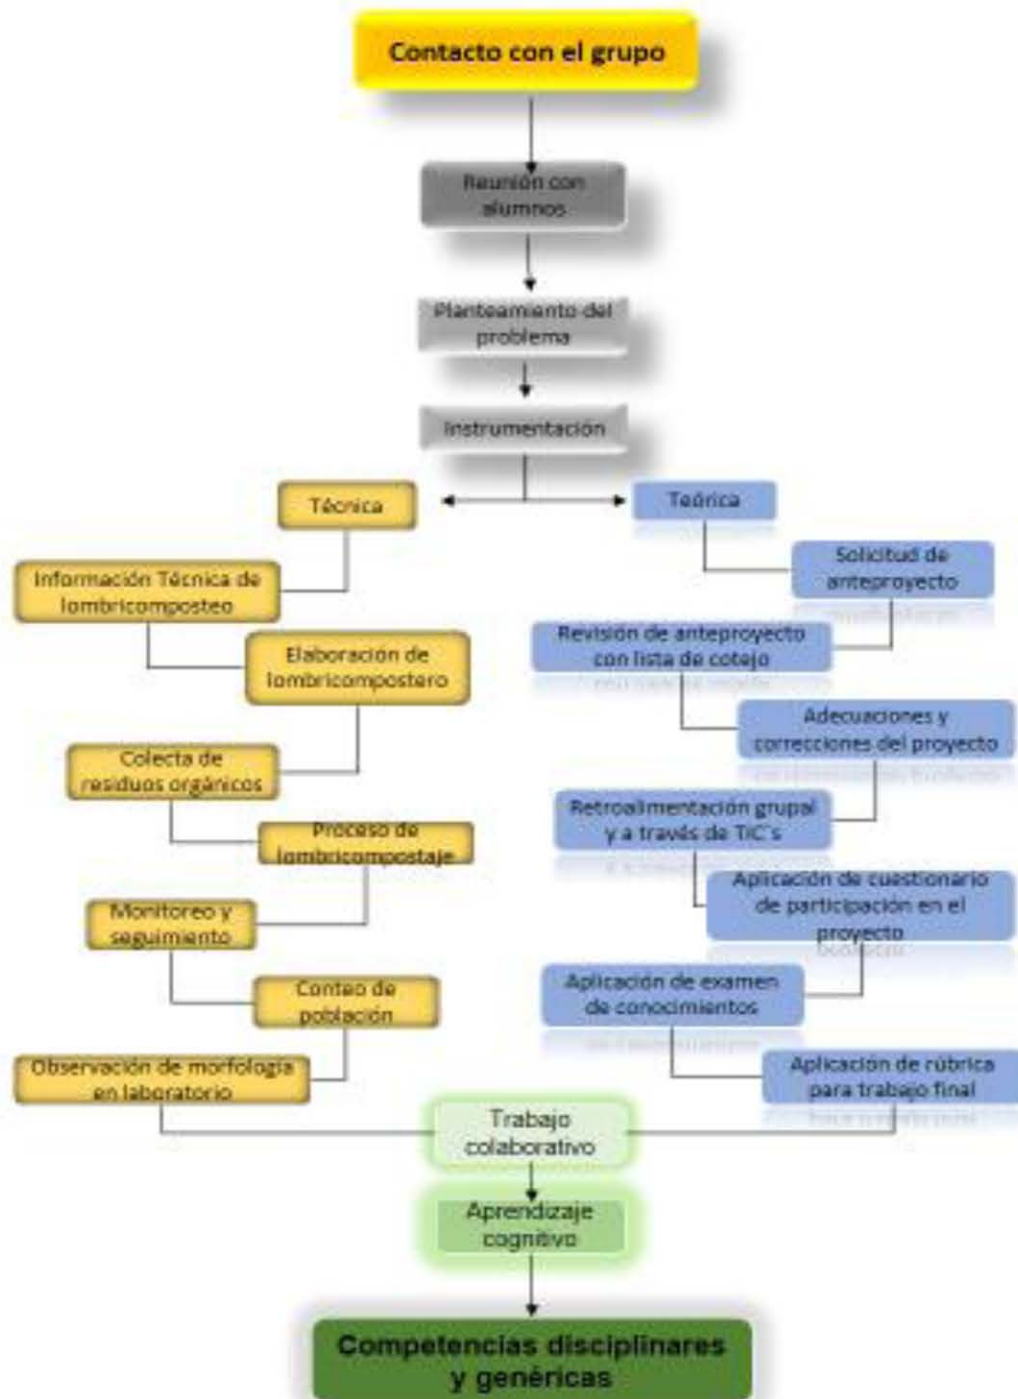 Contacto con el grupo
Reunión con
alumnos
Planteamiento del
problema
Instrumentación
Técnica
Información Técnica de
lombricomposteo
Elaboración de
lombricompostero
Colecta de
residuos orgánicos
Proceso de
lombricompostaje
Monitoreo y
seguimiento
Conteo de
población
Observación de morfología
en laboratorio
Teórica
Solicitud de
anteproyecto
Revisión de anteproyecto
con lista de cotejo
Adecuaciones y
correcciones del proyecto
Retroalimentación grupal
y a través de TIC´s
Aplicación de cuestionario
de participación en el
proyecto
Aplicación de examen
de conocimientos
Aplicación de rúbrica
para trabajo final
Trabajo
colaborativo
Aprendizaje
cognitivo
Competencias disciplinares
y genéricas